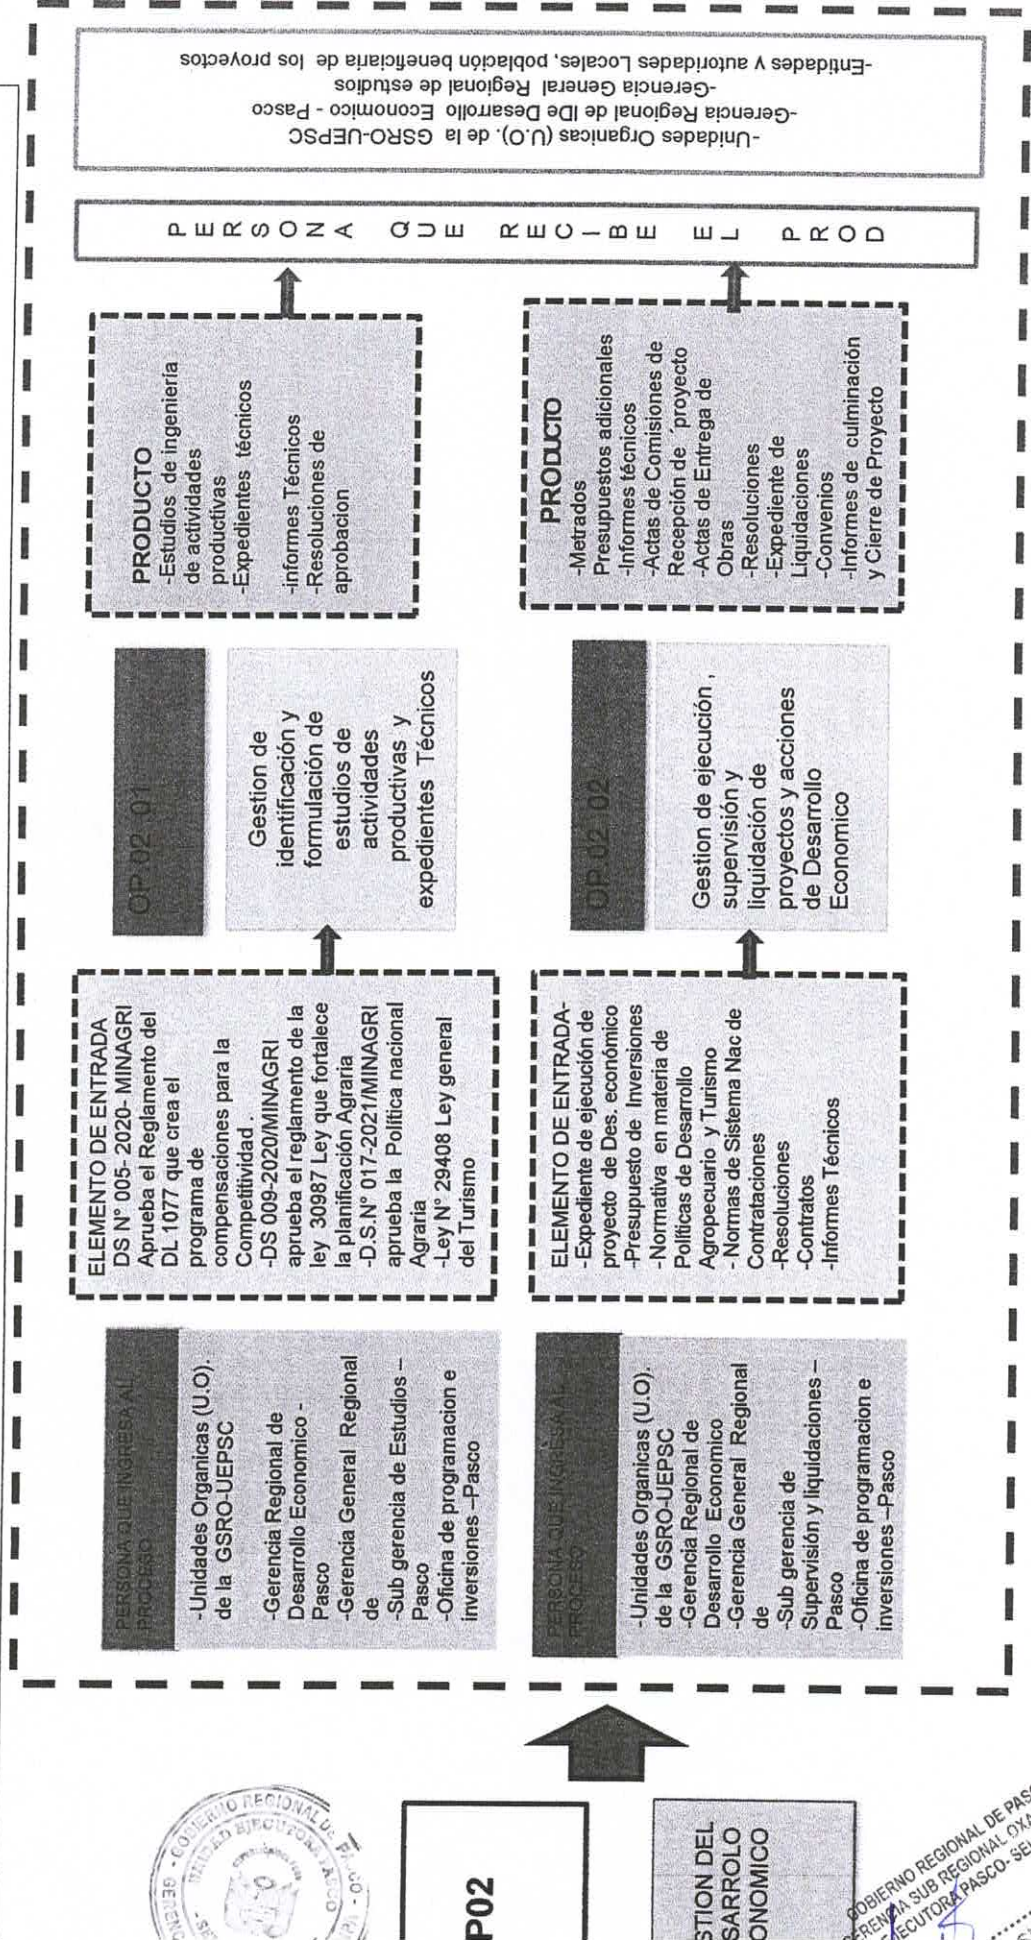 P02
STION DEL
SARROLO
ONOMICO
PERSONA QUE INGRESA AL
PROCESO
-Unidades Organicas (U.O).
de la GSRO-UEPSC
-Gerencia Regional de
Desarrollo Economico -
Pasco
-Gerencia General Regional
de
-Sub gerencia de Estudios –
Pasco
-Oficina de programacion e
inversiones –Pasco
ELEMENTO DE ENTRADA
DS N° 005- 2020- MINAGRI
Aprueba el Reglamento del
DL1077 que crea el
programa de
compensaciones para la
Competitividad .
-DS 009-2020/MINAGRI
aprueba el reglamento de la
ley 30987 Ley que fortalece
la planificación Agraria
-D.S.N° 017-2021/MINAGRI
aprueba la Política nacional
Agraria
-Ley N° 29408 Ley general
del Turismo
OP.02 01
Gestion de
identificación y
formulación de
estudios de
actividades
productivas y
expedientes Técnicos
PRODUCTO
-Estudios de ingenieria
de actividades
productivas
-Expedientes técnicos
-informes Técnicos
-Resoluciones de
aprobacion
PERSONA QUE INGRESA AL
PROCESO
-Unidades Organicas (U.O).
de la GSRO-UEPSC
-Gerencia Regional de
Desarrollo Economico
-Gerencia General Regional
de
-Sub gerencia de
Supervisión y liquidaciones –
Pasco
-Oficina de programacion e
inversiones –Pasco
ELEMENTO DE ENTRADA-
-Expediente de ejecución de
proyecto de Des. económico
-Presupuesto de Inversiones
-Normativa en materia de
Políticas de Desarrollo
Agropecuario y Turismo
- Normas de Sistema Nac de
Contrataciones
-Resoluciones
-Contratos
-Informes Técnicos
OP.02 02
Gestion de ejecución ,
supervisión y
liquidación de
proyectos y acciones
de Desarrollo
Economico
PRODUCTO
-Metrados
Presupuestos adicionales
-Informes técnicos
-Actas de Comisiones de
Recepción de ´proyecto
-Actas de Entrega de
Obras
-Resoluciones
-Expediente de
Liquidaciones
-Convenios
-Informes de culminación
y Cierre de Proyecto
PERSONA QUE RECIBE EL PROD
-Unidades Organicas (U.O). de la GSRO-UEPSC
-Gerencia Regional de lDe Desarrollo Economico - Pasco
-Gerencia General Regional de estudios
-Entidades y autoridades Locales, población beneficiaria de los proyectos
GOBIERNO REGIONAL DE PASCO